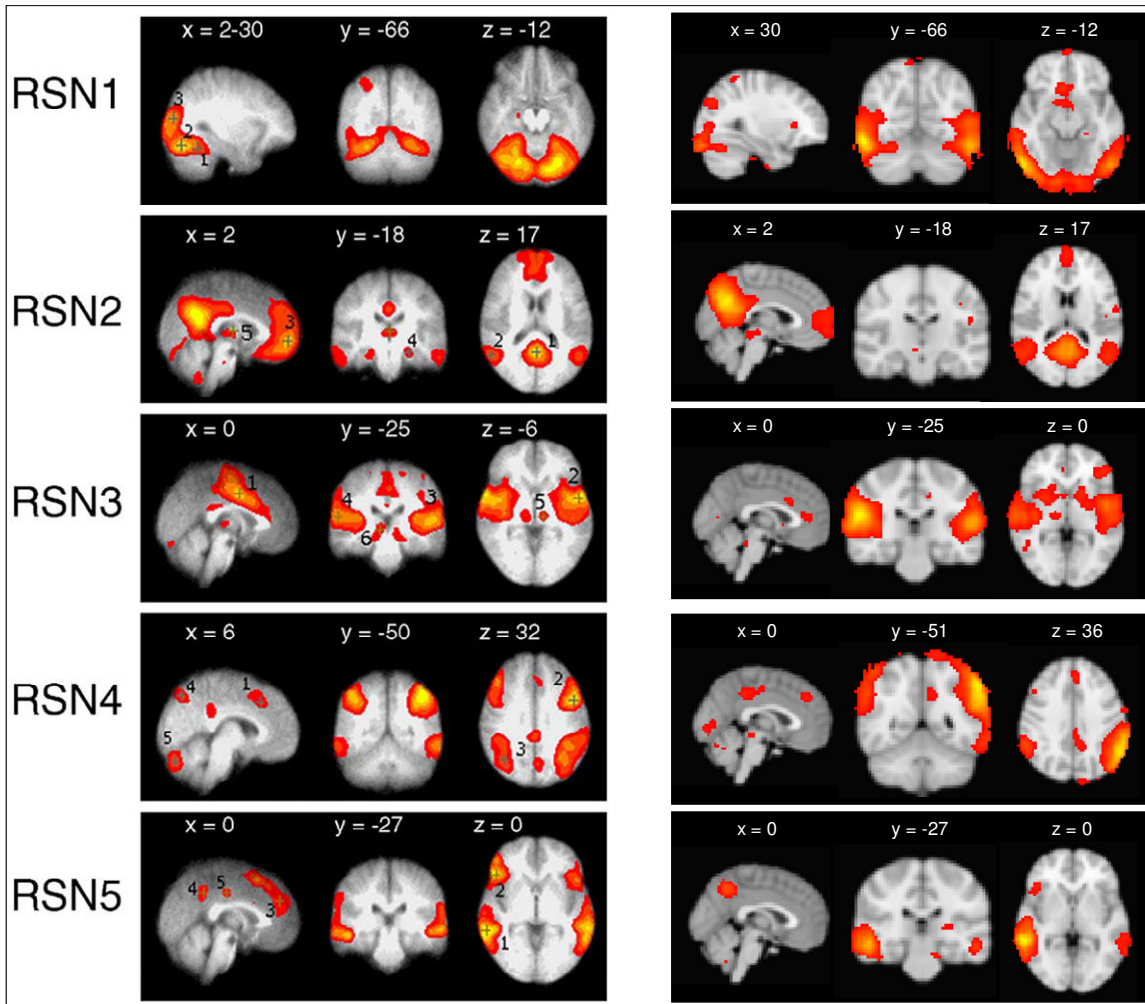 x = 2-30 y = -66 z = -12 x = 30 y = -66 z = -12
RSN1
3
2
1
x = 2 y = -18 z = 17 x = 2 y = -18 z = 17
RSN2
5 3 4 2 1
x = 0 y = -25 z = -6 x = 0 y = -25 z = 0
RSN3
1 4 3 2
6 5
x = 6 y = -50 z = 32 x = 0 y = -51 z = 36
RSN4
4 1 2
5 3
x = 0 y = -27 z = 0 x = 0 y = -27 z = 0
RSN5
4 5 3 2
1